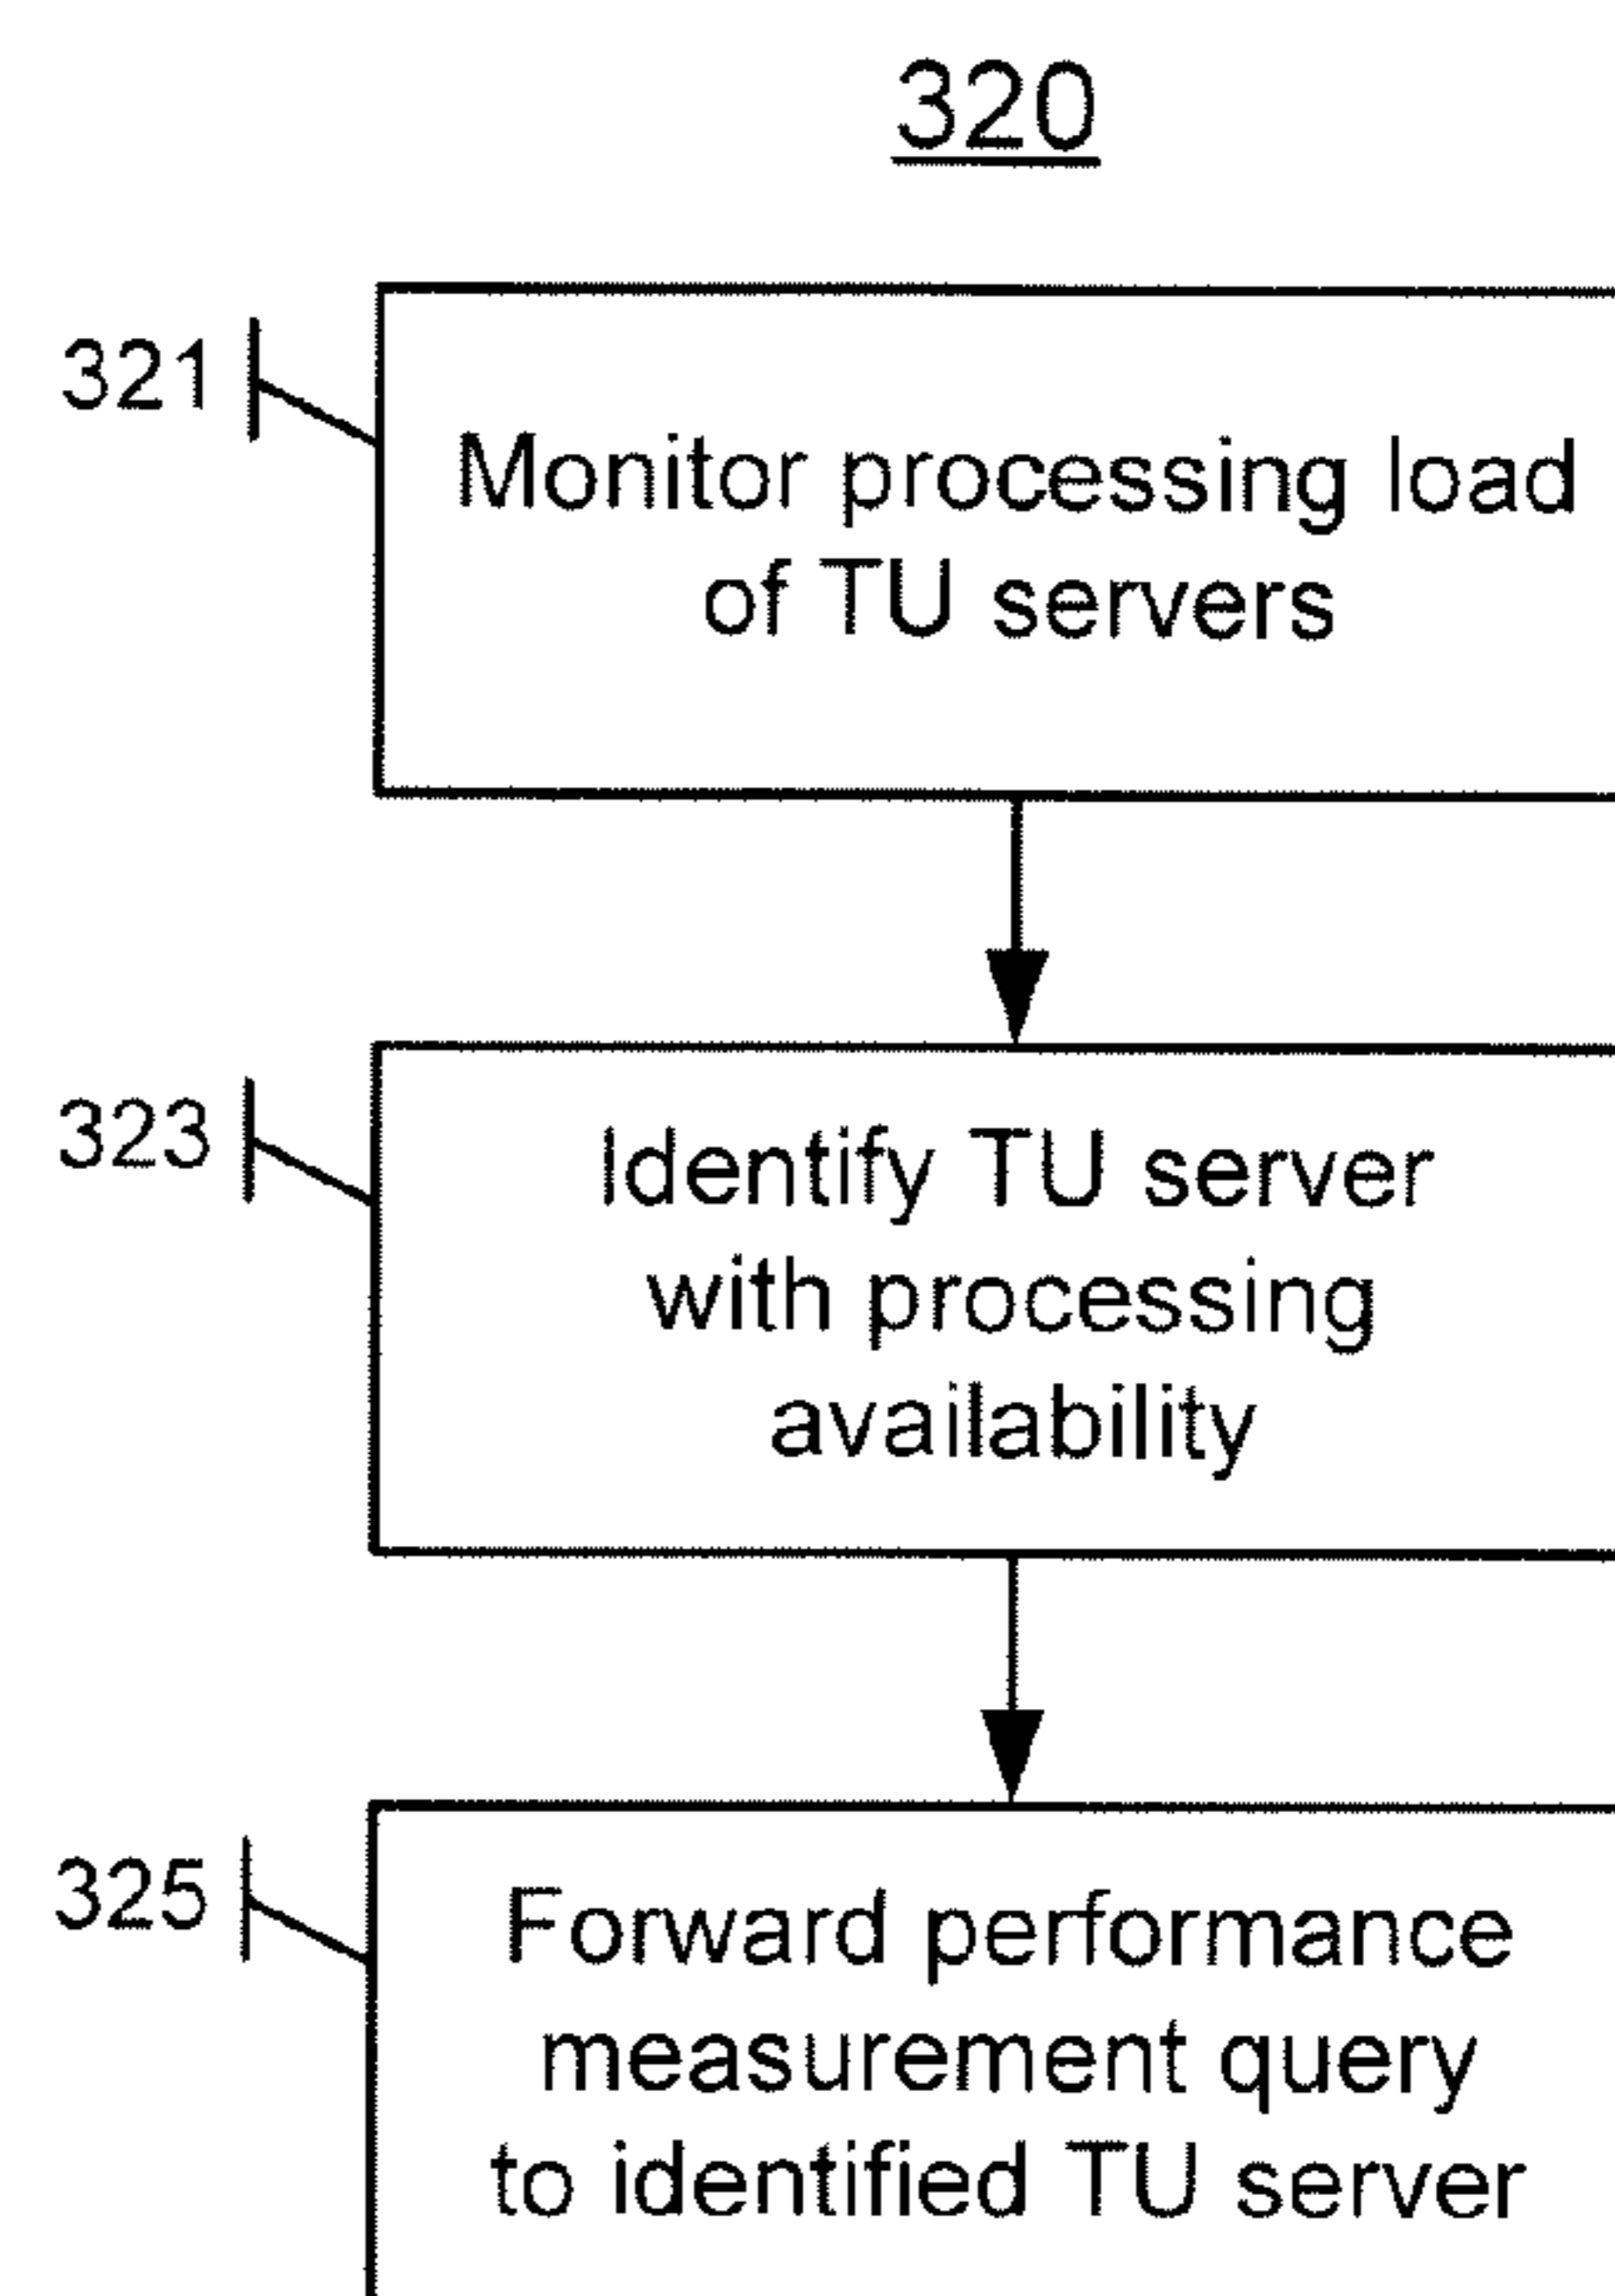 320
321
Monitor processing load
of TU servers
323
Identify TU server
with processing
availability
325
Forward performance
measurement query
to identified TU server